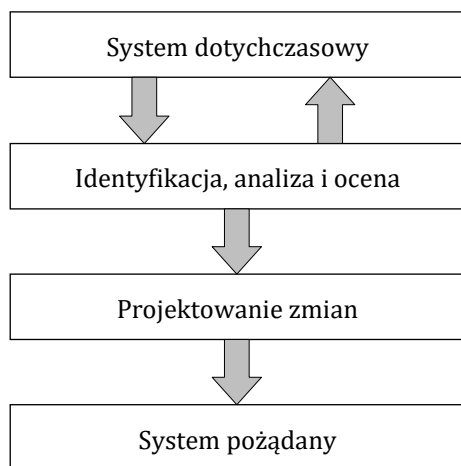 System dotychczasowy
Identyfikacja, analiza i ocena
Projektowanie zmian
System pożądany